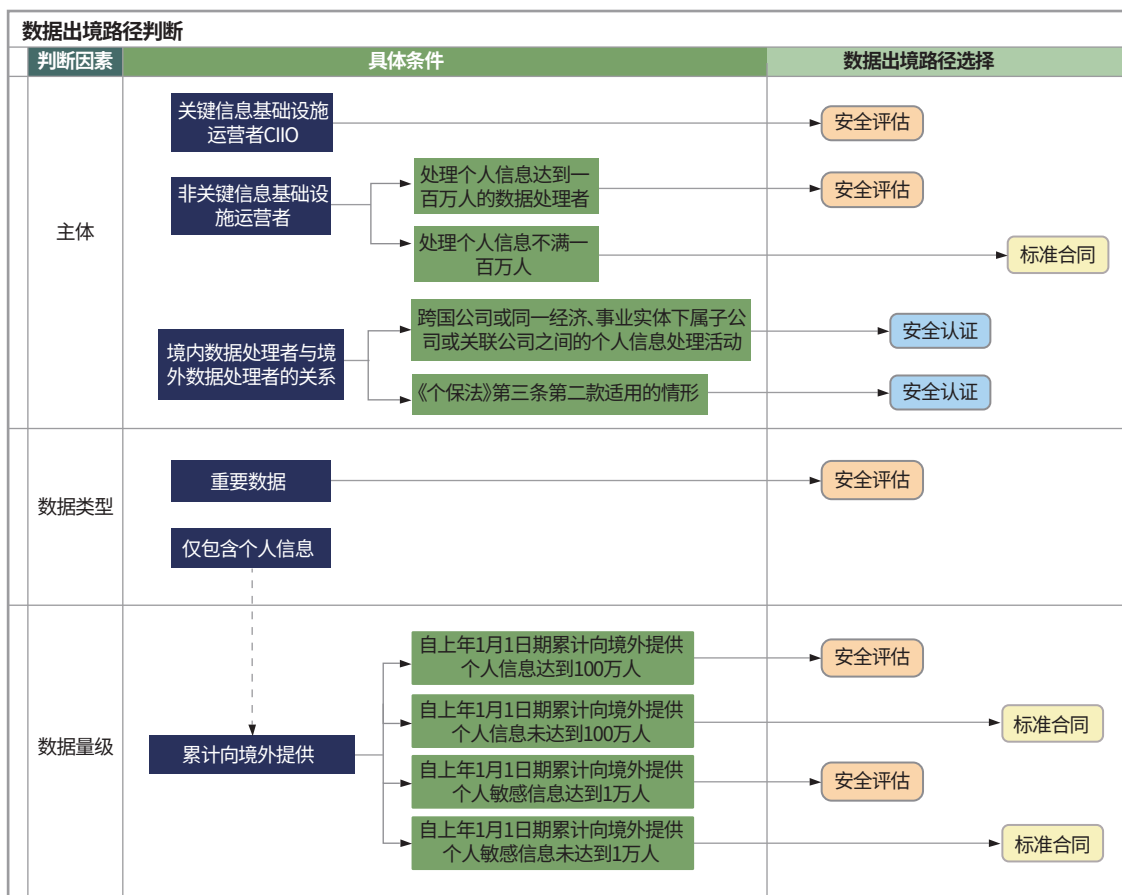 数据出境路径判断
判断因素
具体条件
数据出境路径选择
主体
关键信息基础设施
运营者CIIO
安全评估
非关键信息基础设
施运营者
处理个人信息达到一
百万人的数据处理者
安全评估
处理个人信息不满一
百万人
标准合同
境内数据处理者与境
外数据处理者的关系
跨国公司或同一经济、事业实体下属子公
司或关联公司之间的个人信息处理活动
安全认证
《个保法》第三条第二款适用的情形
安全认证
数据类型
重要数据
安全评估
仅包含个人信息
数据量级
累计向境外提供
自上年1月1日期累计向境外提供
个人信息达到100万人
安全评估
自上年1月1日期累计向境外提供
个人信息未达到100万人
标准合同
自上年1月1日期累计向境外提供
个人敏感信息达到1万人
安全评估
自上年1月1日期累计向境外提供
个人敏感信息未达到1万人
标准合同